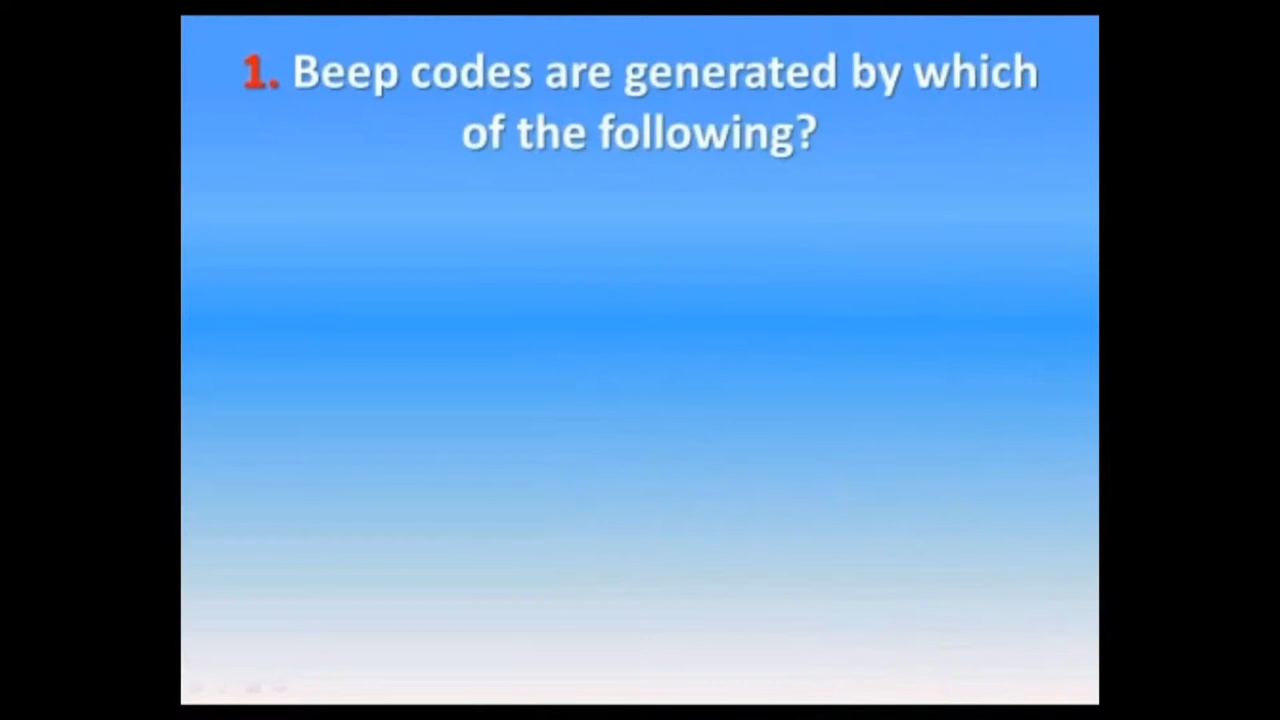 1. Beep codes are generated by which
of the following?